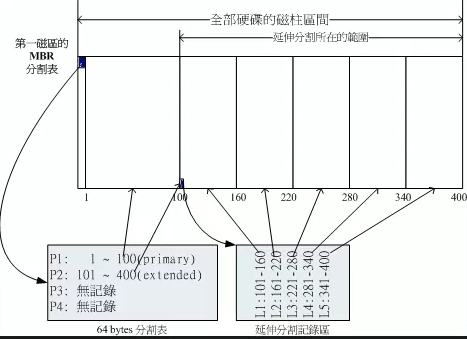 全部硬碟的磁柱區間
延伸分割所在的範圍
第一磁區的
MBR
分割表
1
100
160
220
280
340
400
P1: 1 ~ 100(primary)
P2: 101 ~ 400(extended)
P3: 無記錄
P4: 無記錄
L1:101-160
L2:161-220
L3:221-280
L4:281-340
L5:341-400
64 bytes 分割表
延伸分割記錄區